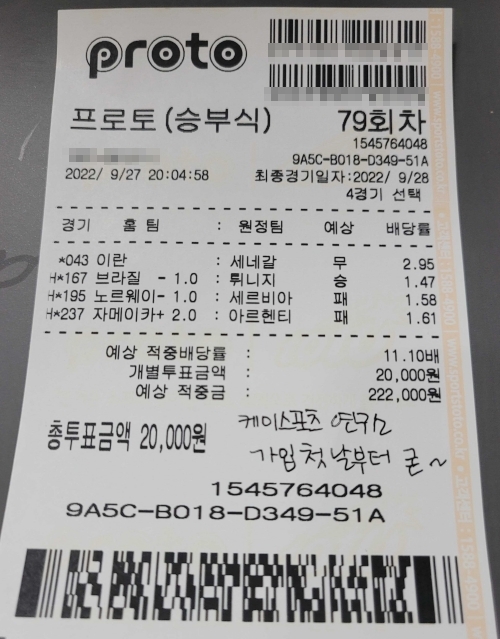 proto
프로토(승부식) 79회차
1545764048
9A5C-B018-D349-51A
2022/ 9/27 20:04:58 최종경기일자:2022/ 9/28
4경기 선택
경기 홈 팀 : 원정팀 예상 배당률
*043 이란 : 세네갈 무 2.95
H*167 브라질 - 1.0 : 튀니지 승 1.47
H*195 노르웨이- 1.0 : 세르비아 패 1.58
H*237 자메이카+ 2.0 : 아르헨티 패 1.61
예상 적중배당률 : 11.10배
개별투표금액 : 20,000원
예상 적중금 : 222,000원
총투표금액 20,000원
케이스포츠 연카
가입 첫날부터 굳~
1545764048
9A5C-B018-D349-51A